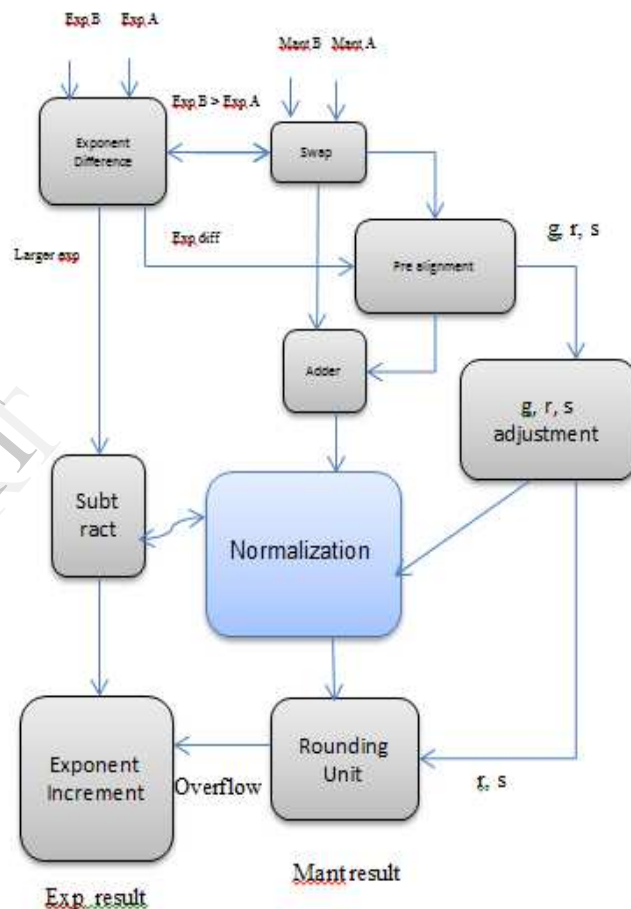 Exp B Exp A
Mant B Mant A
Exp B > Exp A
Exponent
Difference
Swap
Larger exp
Exp diff
Pre alignment
g, r, s
Adder
g, r, s
adjustment
Subt
ract
Normalization
Exponent
Increment
Overflow
Rounding
Unit
r, s
Mant result
Exp result